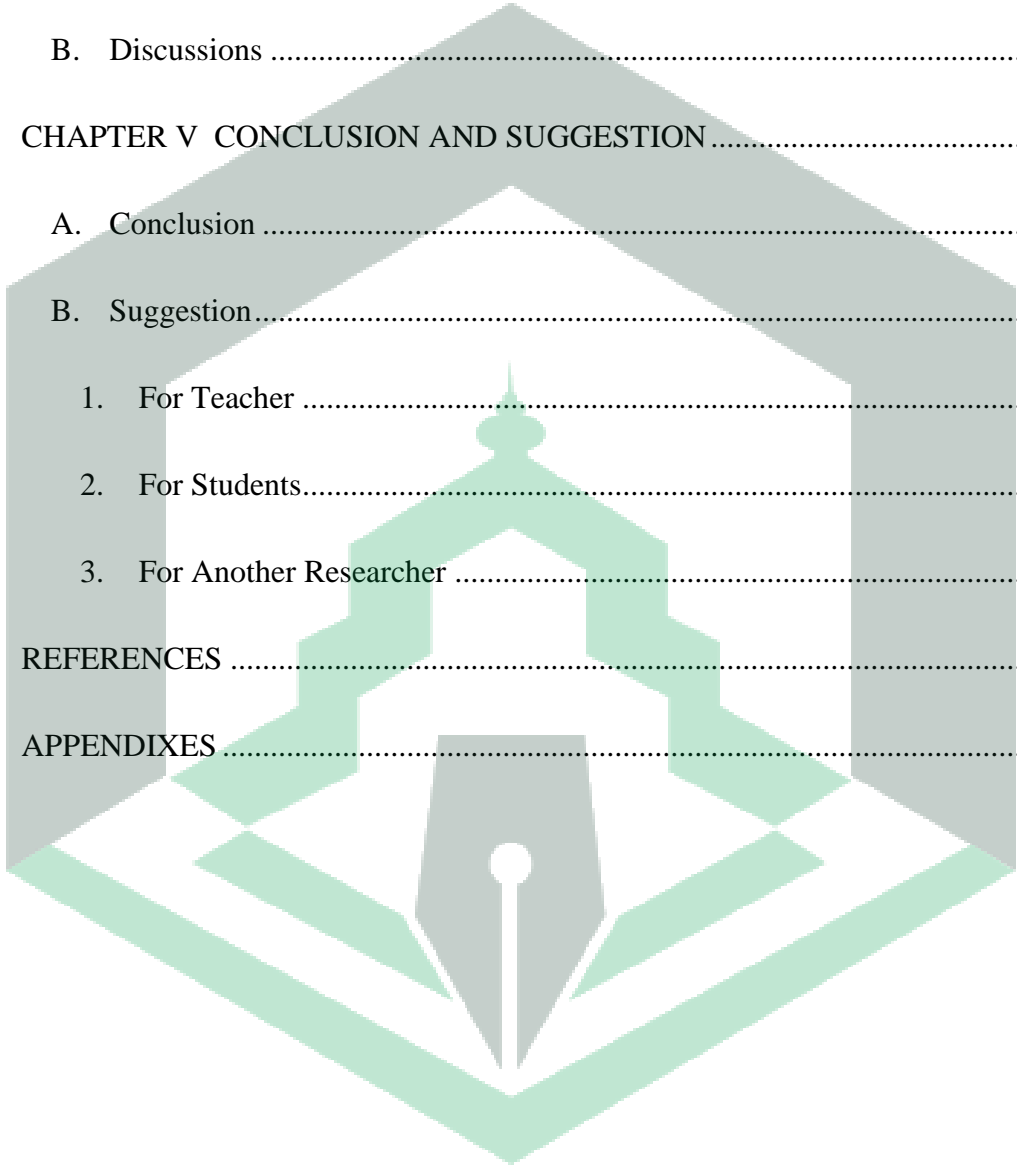 B. Discussions ........................................................................................
CHAPTER V  CONCLUSION AND SUGGESTION ....................................
A. Conclusion .........................................................................................
B. Suggestion..........................................................................................
1. For Teacher .....................................................................................
2. For Students.....................................................................................
3. For Another Researcher ..................................................................
REFERENCES ...................................................................................
APPENDIXES ....................................................................................